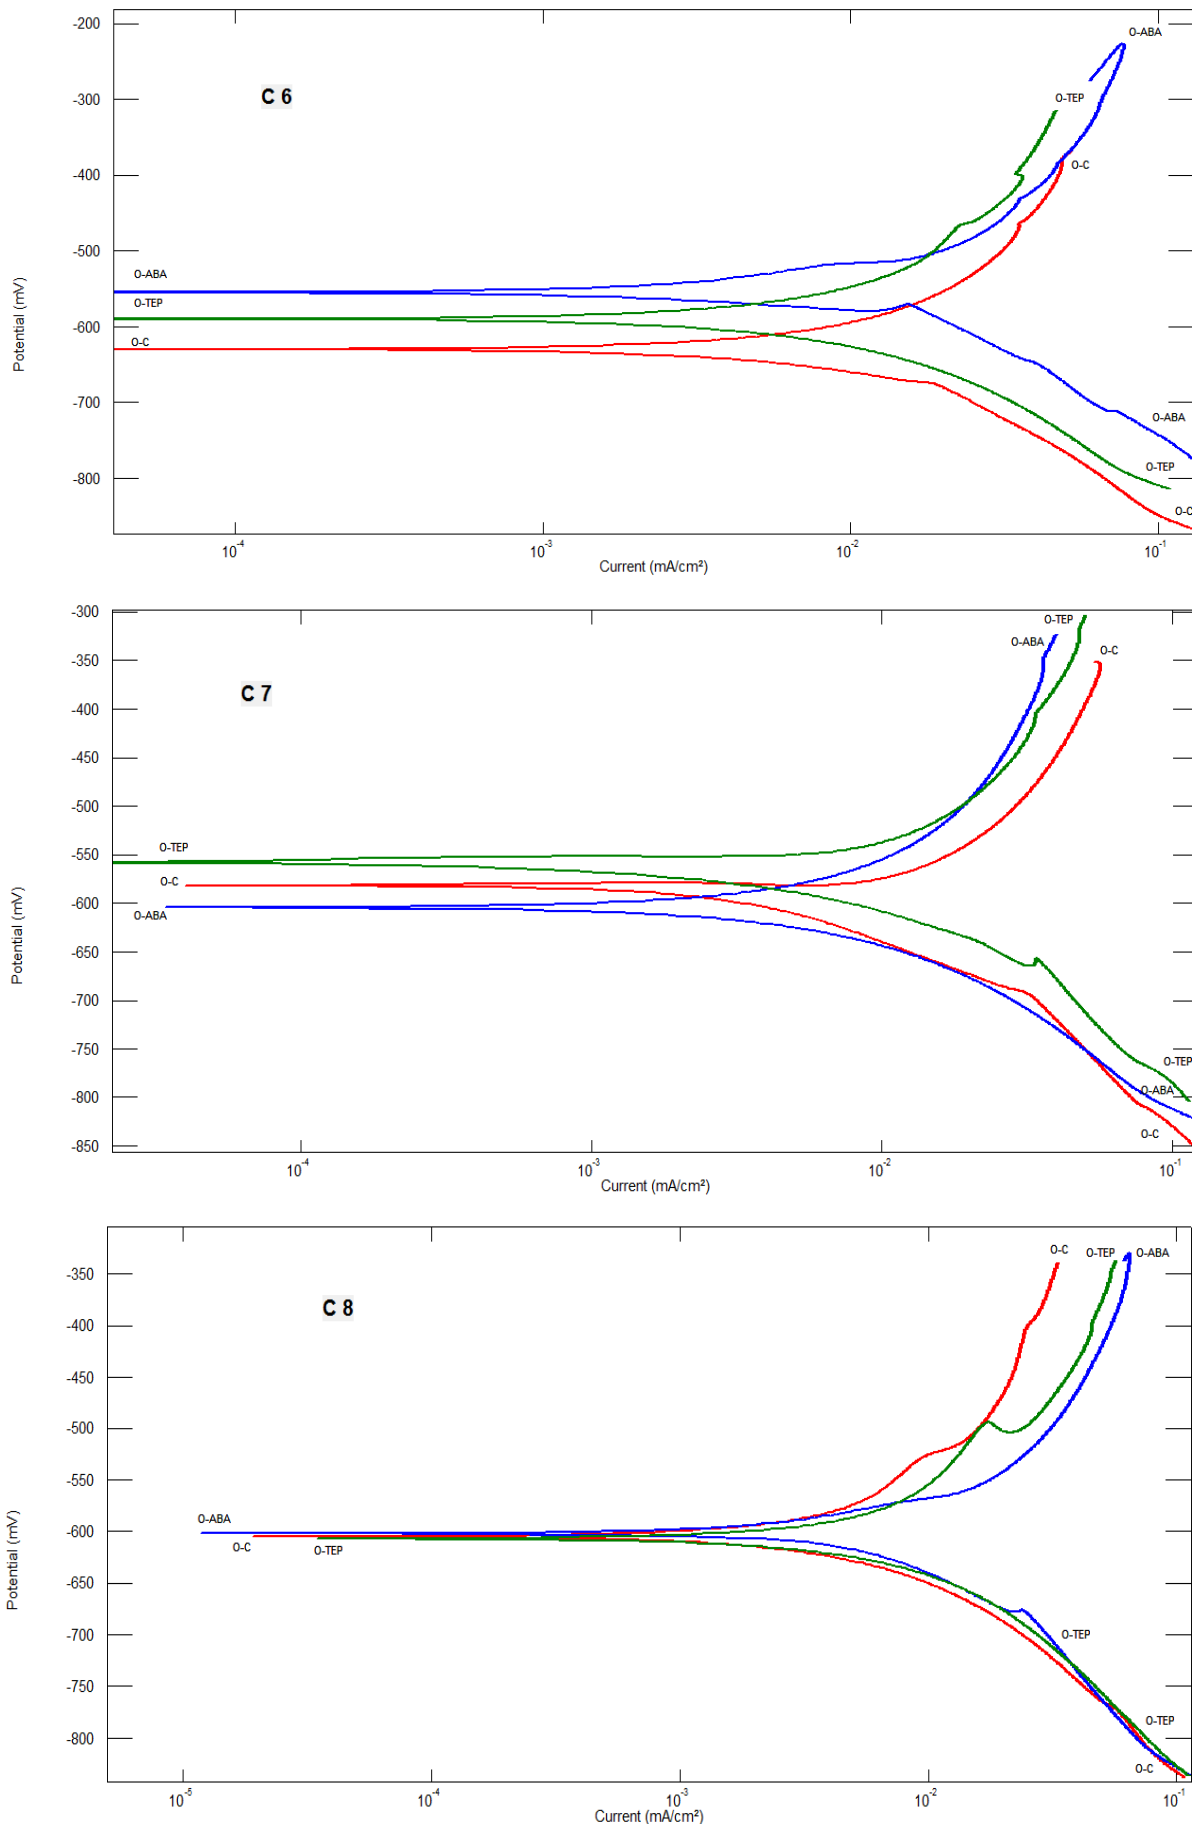 -200
O-ABA
C 6
-300
O-TEP
-400
O-C
-500
O-ABA
O-TEP
-600
O-C
Potential (mV)
-700
O-ABA
O-TEP
-800
O-C
10-4
10-3
10-2
10-1
Current (mA/cm²)
-300
O-TEP
O-ABA
O-C
-350
C 7
-400
-450
-500
-550
O-TEP
O-C
-600
O-ABA
-650
Potential (mV)
-700
-750
O-TEP
O-ABA
-800
O-C
-850
10-4
10-3
10-2
10-1
Current (mA/cm²)
O-C
O-TEP
O-ABA
-350
C 8
-400
-450
-500
-550
O-ABA
-600
O-C
O-TEP
Potential (mV)
-650
-700
O-TEP
-750
O-TEP
-800
O-C
10-5
10-4
10-3
10-2
10-1
Current (mA/cm²)